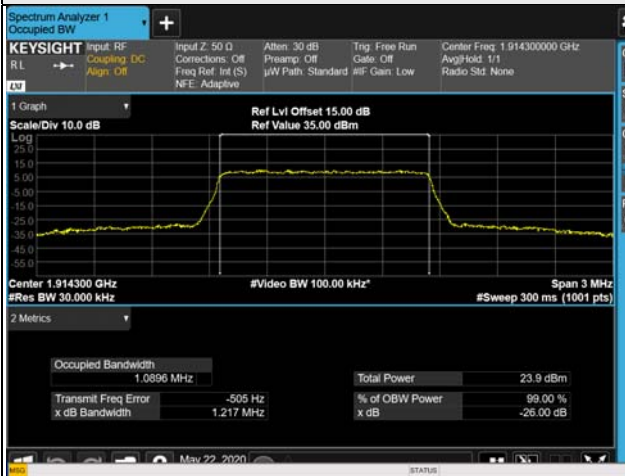 Spectrum Analyzer 1
Occupied BW
KEYSIGHT Input: RF Input Z: 50 Ω Atten: 30 dB Trig: Free Run Center Freq: 1.914300000 GHz
RL Coupling: DC Corrections: Off Preamp: Off Gate: Off Avg|Hold: 1/1
Align: Off Freq Ref: Int (S) µW Path: Standard #IF Gain: Low Radio Std: None
LXI NFE: Adaptive
1 Graph
Ref Lvl Offset 15.00 dB
Scale/Div 10.0 dB Ref Value 35.00 dBm
Log
25.0
15.0
5.00
-5.00
-15.0
-25.0
-35.0
-45.0
-55.0
Center 1.914300 GHz #Video BW 100.00 kHz* Span 3 MHz
#Res BW 30.000 kHz #Sweep 300 ms (1001 pts)
2 Metrics
Occupied Bandwidth
1.0896 MHz Total Power 23.9 dBm
Transmit Freq Error -505 Hz % of OBW Power 99.00 %
x dB Bandwidth 1.217 MHz x dB -26.00 dB
May 22, 2020
MSG STATUS